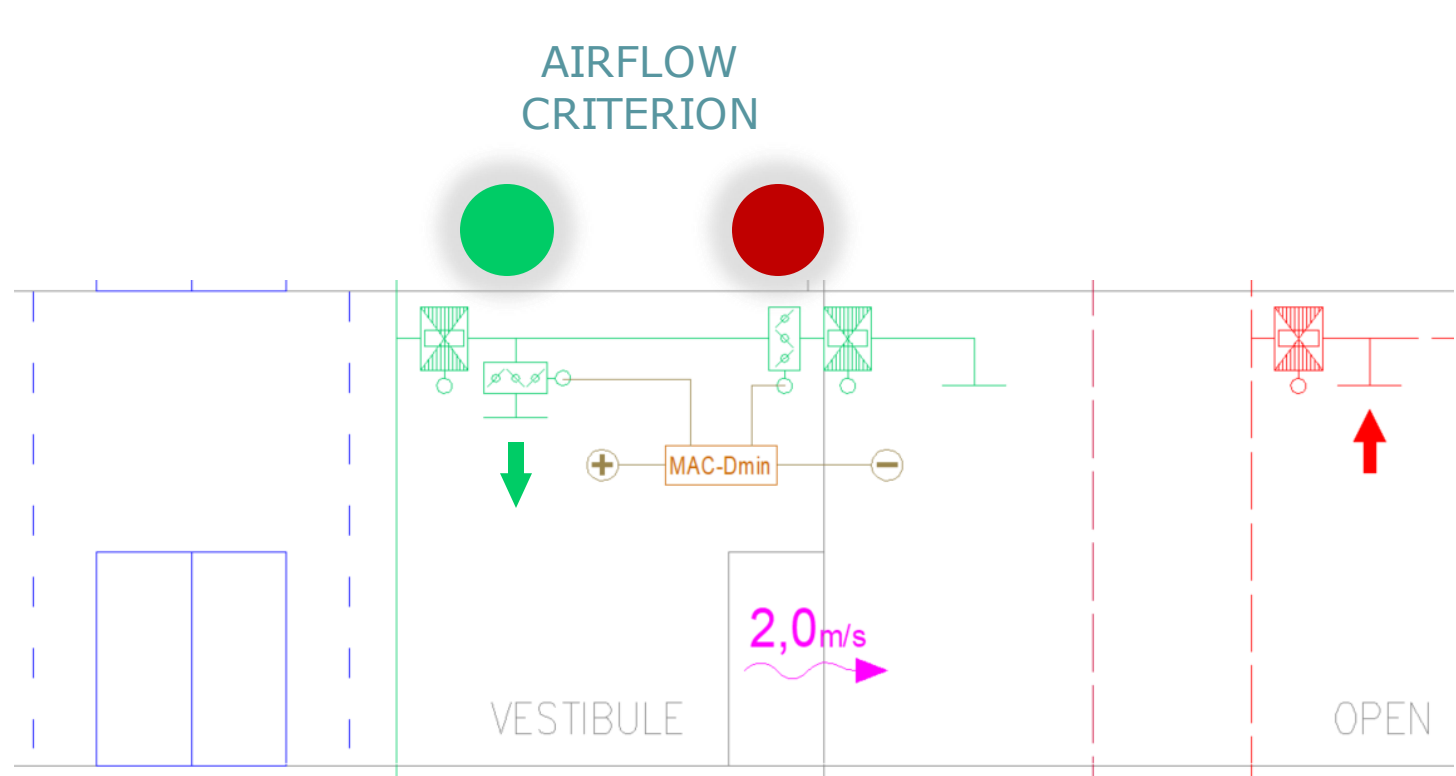 AIRFLOW
CRITERION
+ MAC-Dmin −
2,0m/s
VESTIBULE
OPEN